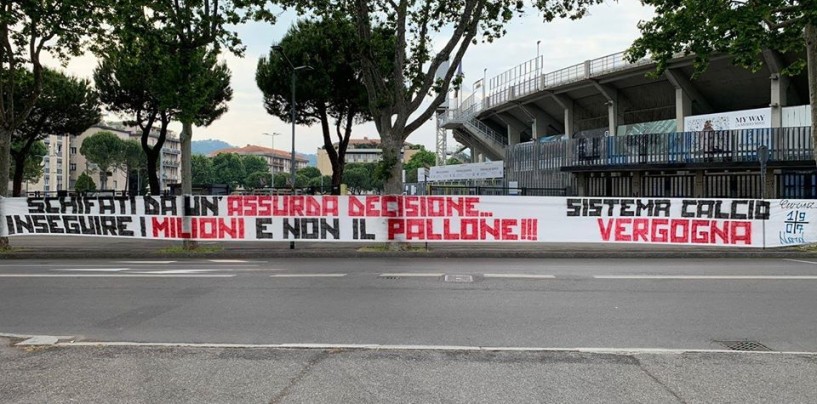 SCHIFATI DA UN'ASSURDA DECISIONE...
INSEGUIRE I MILIONI E NON IL PALLONE!!!
SISTEMA CALCIO
VERGOGNA
MY WAY